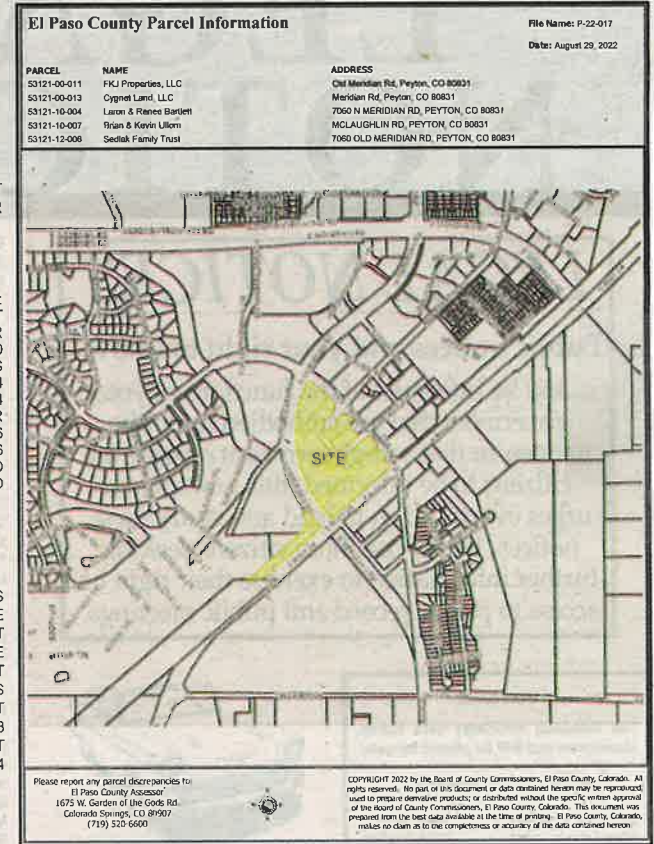 El Paso County Parcel Information
File Name: P-22-017
Date: August 29, 2022
PARCEL NAME ADDRESS
53121-00-011 FKJ Properties, LLC Old Meridian Rd, Peyton, CO 80831
53121-00-013 Cygnet Land, LLC Meridian Rd, Peyton, CO 80831
53121-10-004 Laron & Renee Bartlett 7060 N MERIDIAN RD, PEYTON, CO 80831
53121-10-007 Brian & Kevin Ullom MCLAUGHLIN RD, PEYTON, CO 80831
53121-12-006 Sedlak Family Trust 7060 OLD MERIDIAN RD, PEYTON, CO 80831
SITE
Please report any parcel discrepancies to:
El Paso County Assessor
1675 W. Garden of the Gods Rd.
Colorado Springs, CO 80907
(719) 520-6600
COPYRIGHT 2022 by the Board of County Commissioners, El Paso County, Colorado. All
rights reserved. No part of this document or data contained hereon may be reproduced;
used to prepare derivative products; or distributed without the specific written approval
of the Board of County Commissioners, El Paso County, Colorado. This document was
prepared from the best data available at the time of printing. El Paso County, Colorado,
makes no claim as to the completeness or accuracy of the data contained hereon